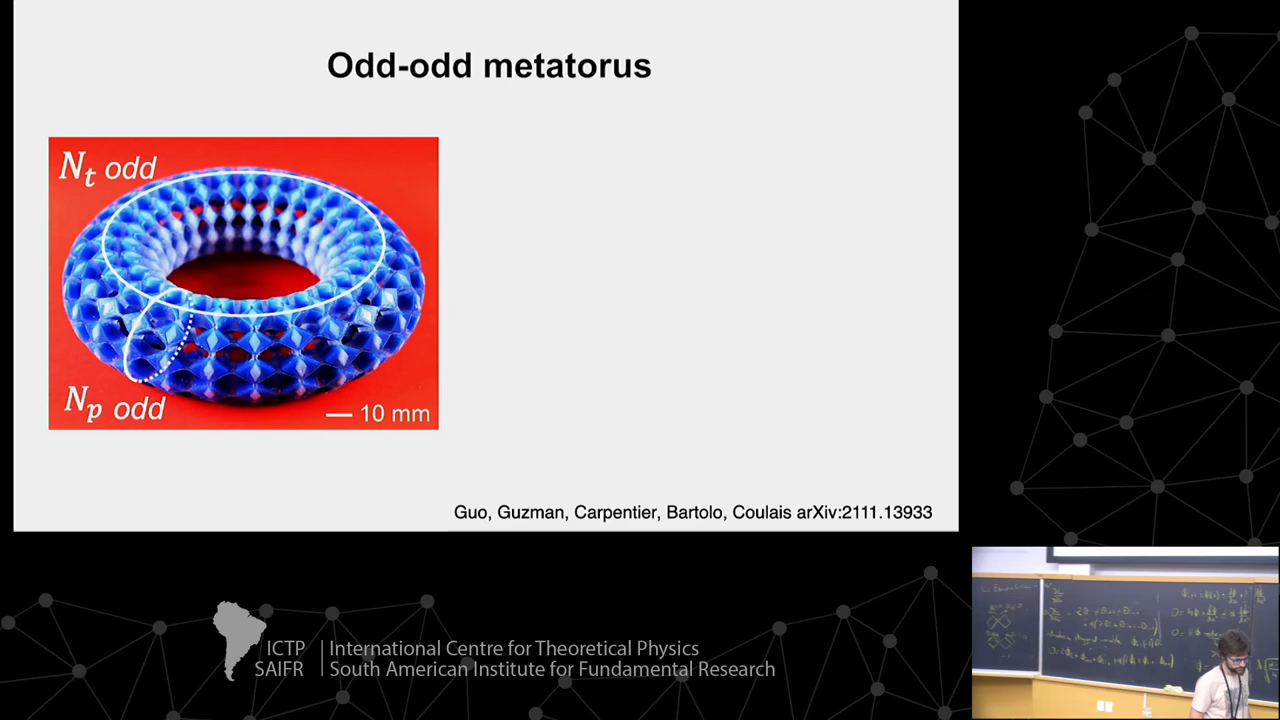 Odd-odd metatorus
N_t odd
N_p odd
10 mm
Guo, Guzman, Carpentier, Bartolo, Coulais arXiv:2111.13933
ICTP
SAIFR
International Centre for Theoretical Physics
South American Institute for Fundamental Research